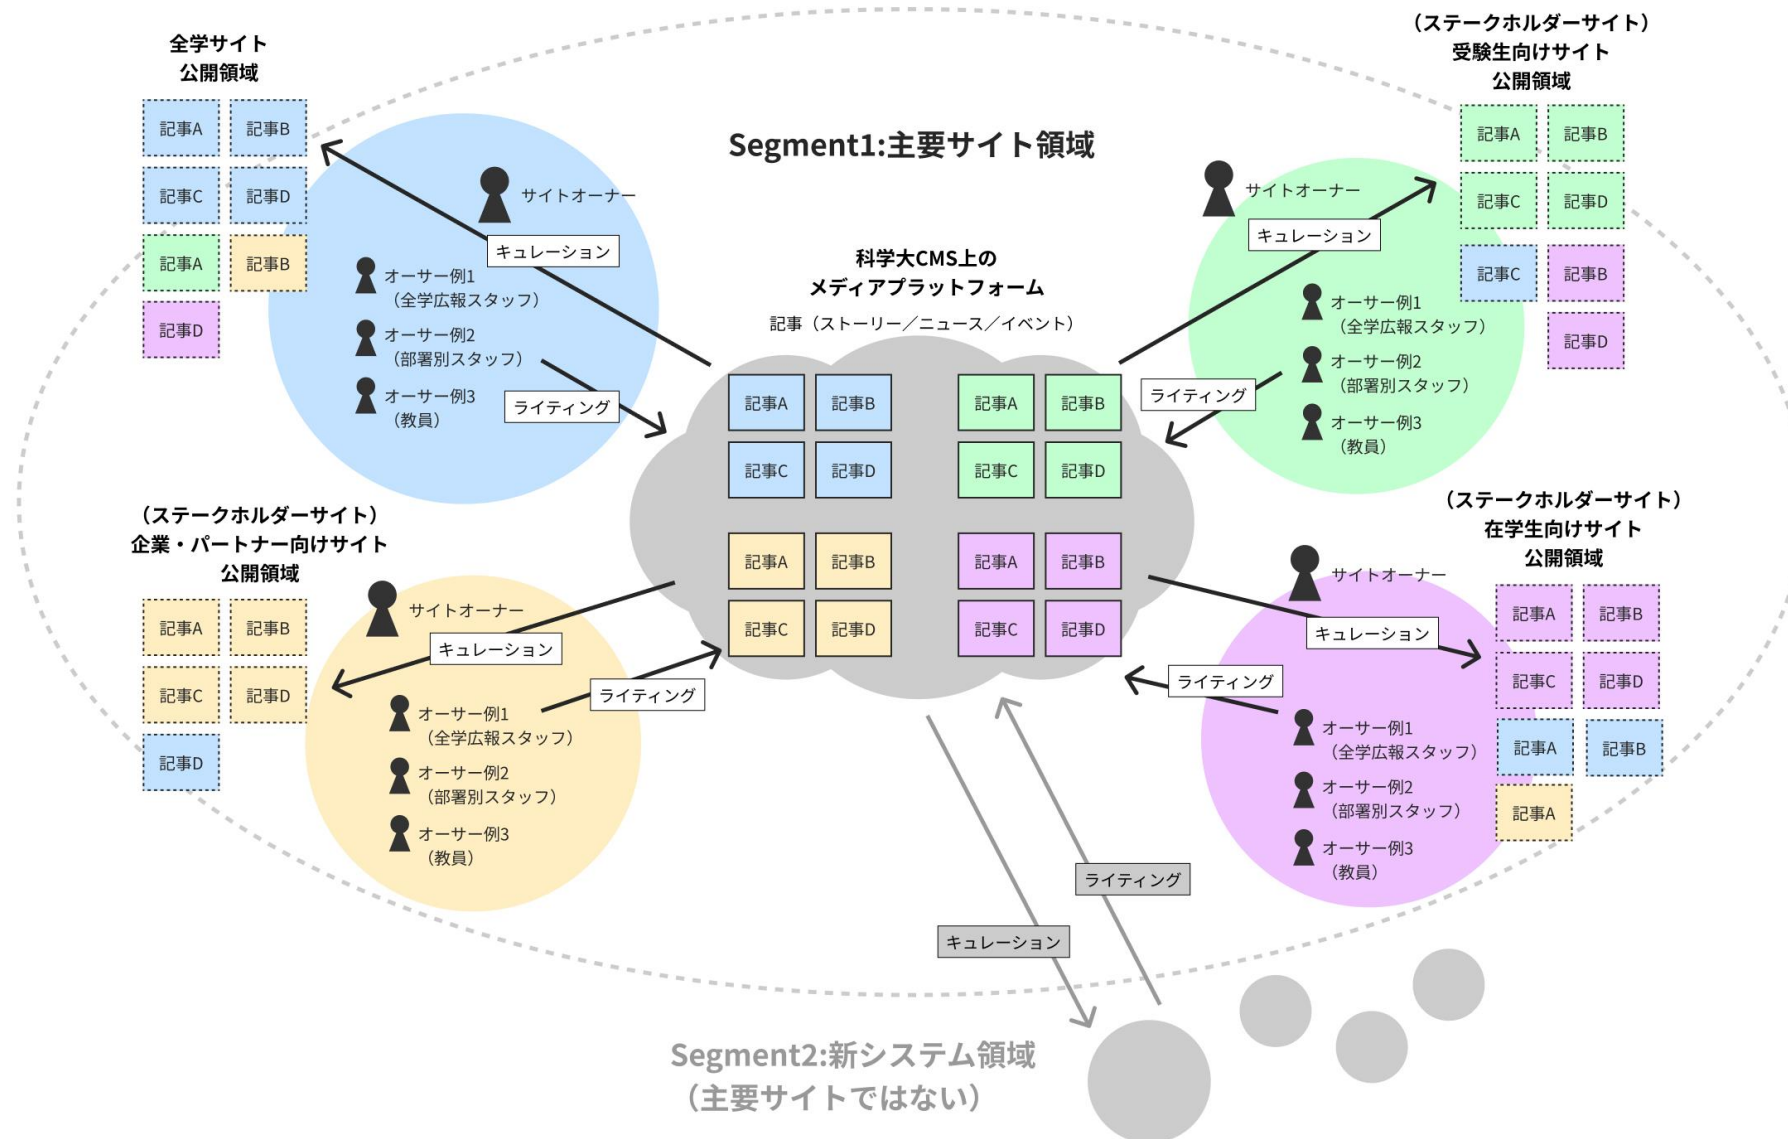 全学サイト
公開領域
記事A
記事B
記事C
記事D
記事A
記事B
記事D
サイトオーナー
キュレーション
オーサー例1
（全学広報スタッフ）
オーサー例2
（部署別スタッフ）
オーサー例3
（教員）
ライティング
Segment1:主要サイト領域
科学大CMS上の
メディアプラットフォーム
記事（ストーリー／ニュース／イベント）
記事A
記事B
記事A
記事B
記事C
記事D
記事C
記事D
記事A
記事B
記事A
記事B
記事C
記事D
記事C
記事D
（ステークホルダーサイト）
受験生向けサイト
公開領域
記事A
記事B
記事C
記事D
記事C
記事B
記事D
サイトオーナー
キュレーション
オーサー例1
（全学広報スタッフ）
オーサー例2
（部署別スタッフ）
オーサー例3
（教員）
ライティング
（ステークホルダーサイト）
企業・パートナー向けサイト
公開領域
記事A
記事B
記事C
記事D
記事D
サイトオーナー
キュレーション
ライティング
オーサー例1
（全学広報スタッフ）
オーサー例2
（部署別スタッフ）
オーサー例3
（教員）
（ステークホルダーサイト）
在学生向けサイト
公開領域
記事A
記事B
記事C
記事D
記事A
記事B
記事A
サイトオーナー
キュレーション
ライティング
オーサー例1
（全学広報スタッフ）
オーサー例2
（部署別スタッフ）
オーサー例3
（教員）
ライティング
キュレーション
Segment2:新システム領域
（主要サイトではない）